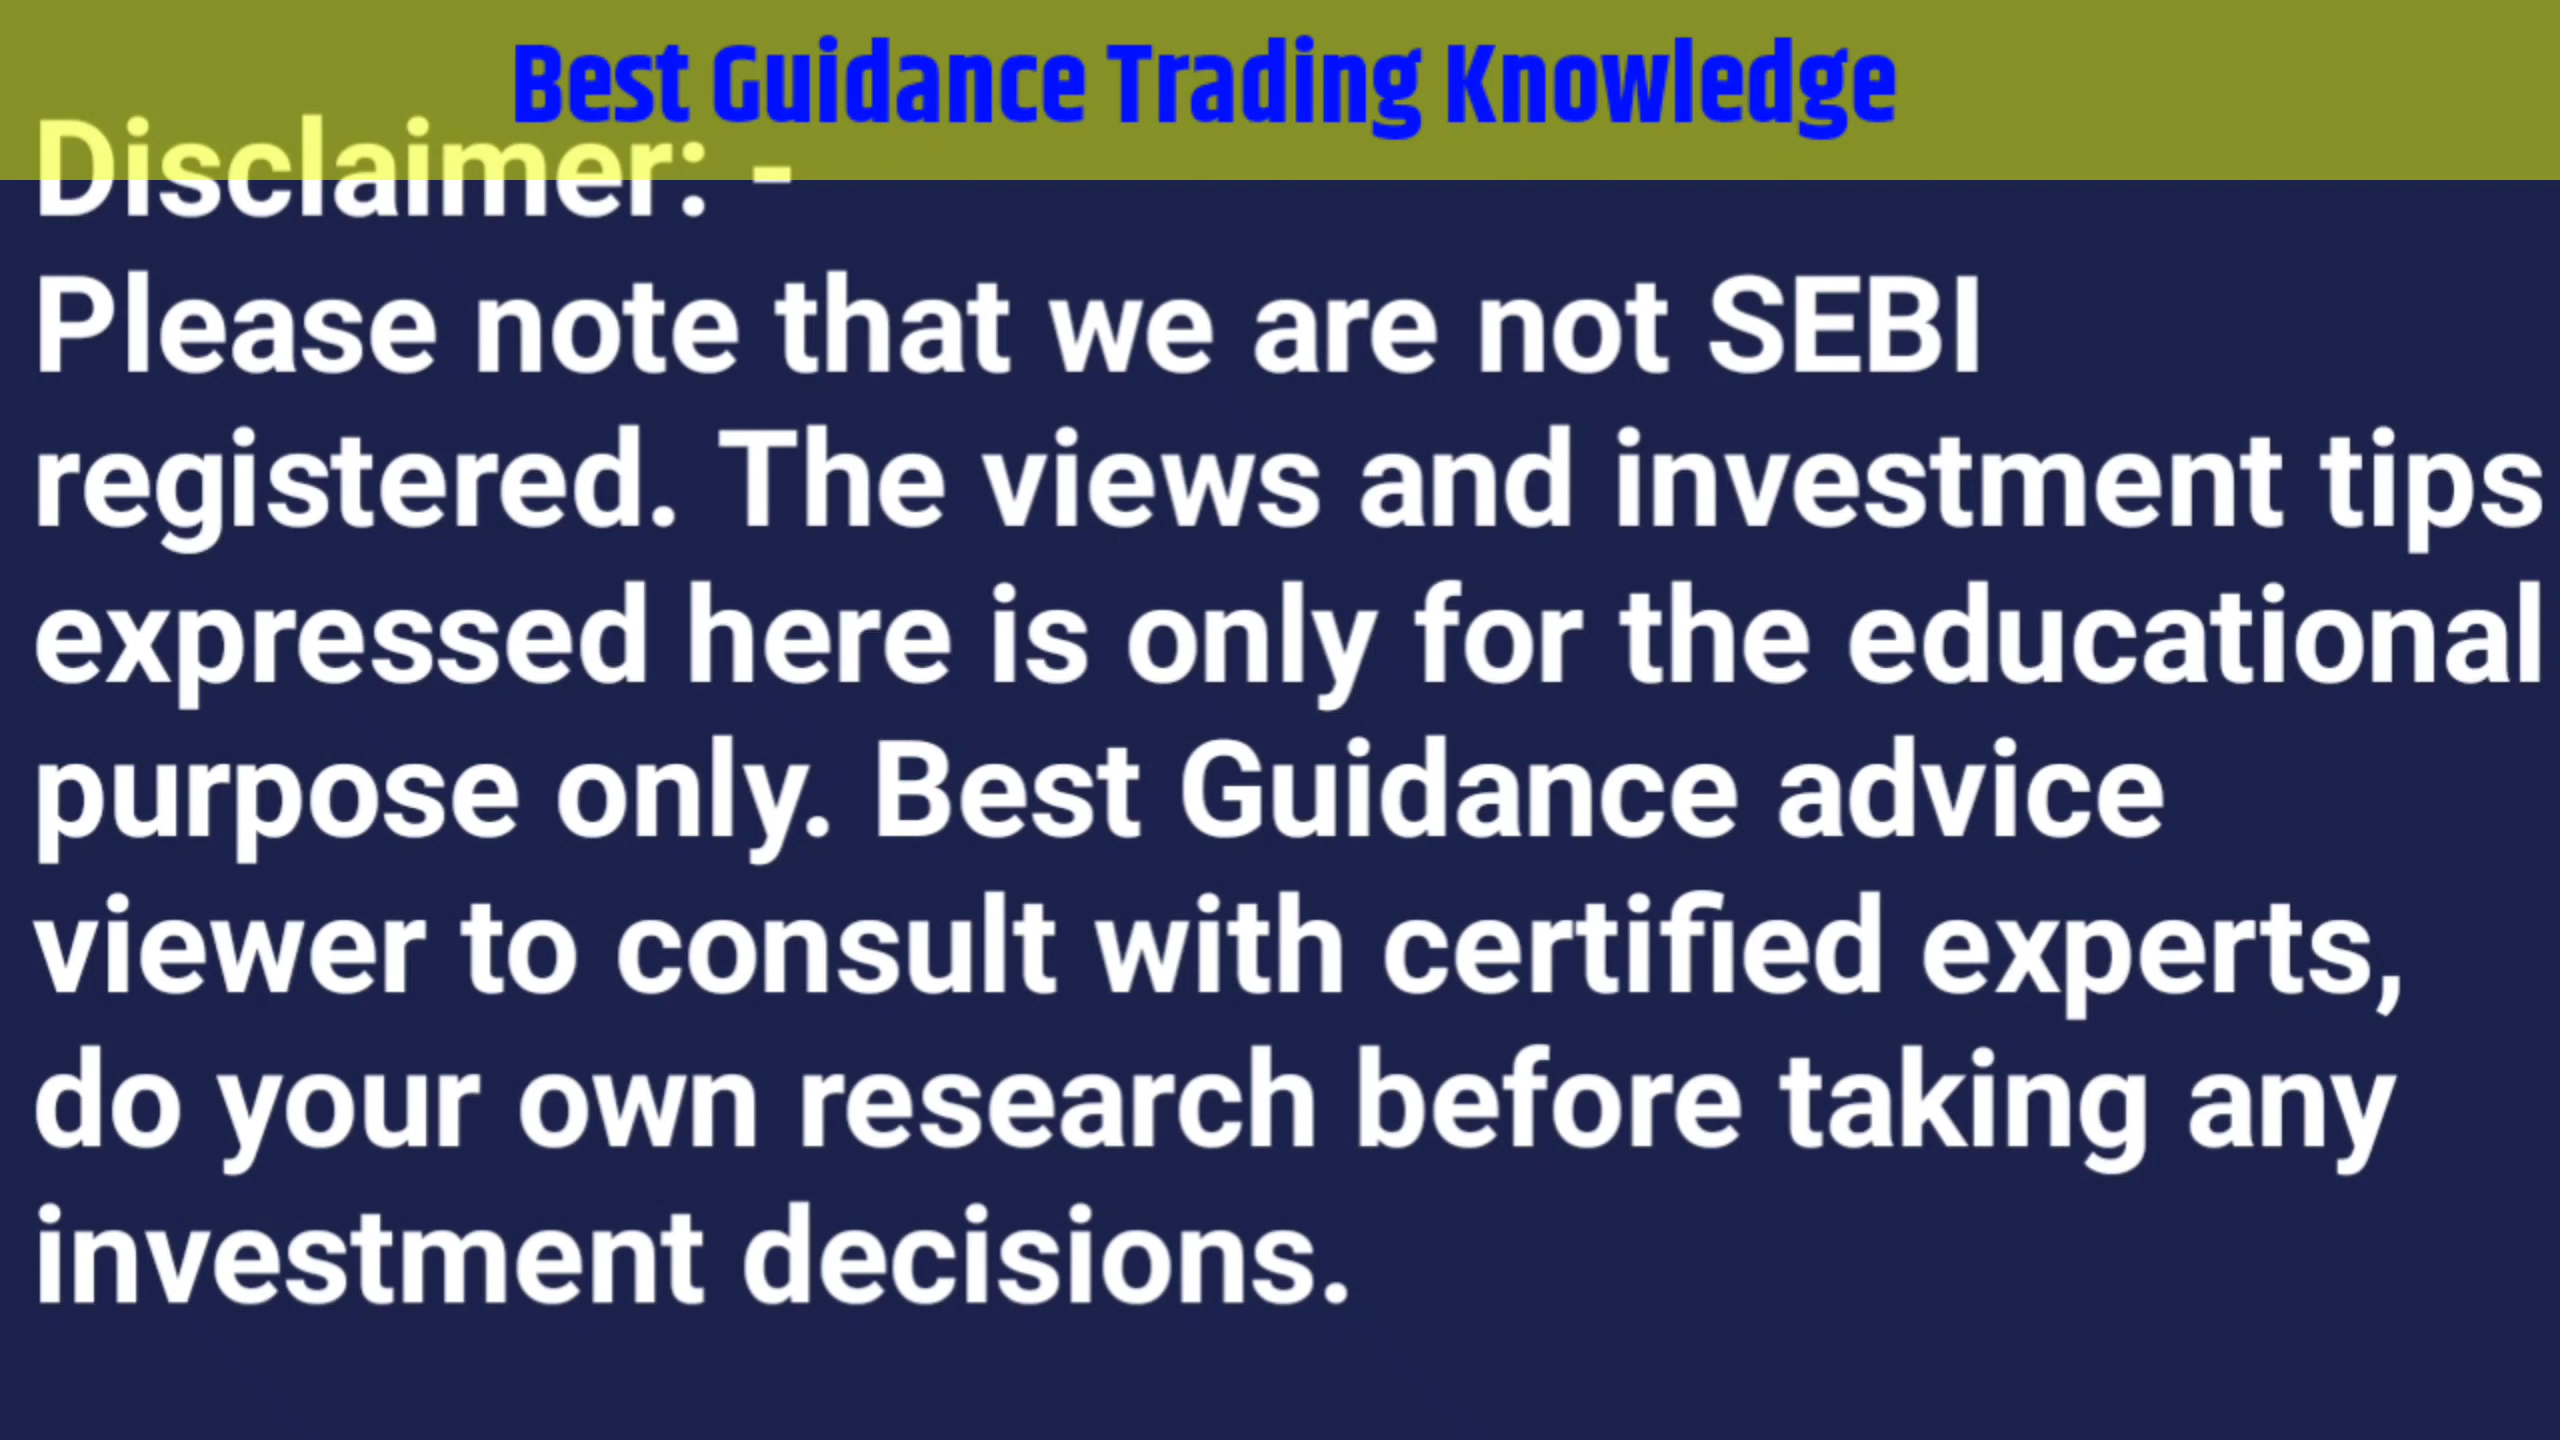 Best Guidance Trading Knowledge
Disclaimer: -
Please note that we are not SEBI
registered. The views and investment tips
expressed here is only for the educational
purpose only. Best Guidance advice
viewer to consult with certified experts,
do your own research before taking any
investment decisions.